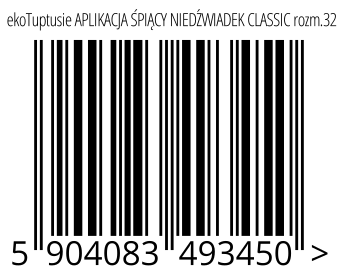 ekoTuptusie APLIKACJA ŚPIĄCY NIEDŹWIADEK CLASSIC rozm.32
5 904083 493450 >